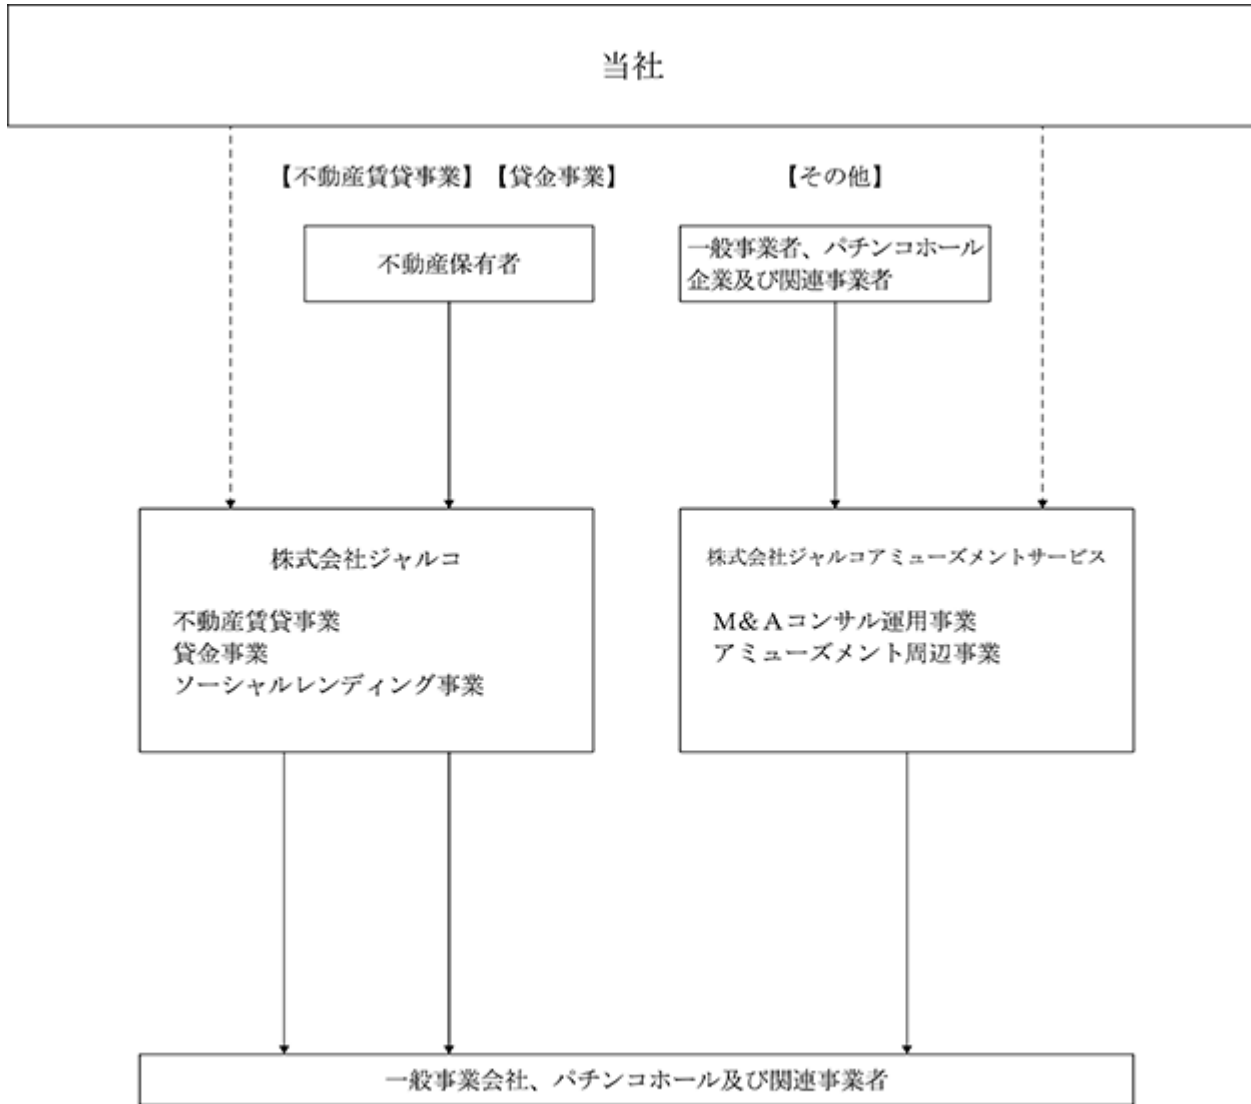 当社
【不動産賃貸事業】【貸金事業】
【その他】
不動産保有者
一般事業者、パチンコホール
企業及び関連事業者
株式会社ジャルコ
不動産賃貸事業
貸金事業
ソーシャルレンディング事業
株式会社ジャルコアミューズメントサービス
M&Aコンサル運用事業
アミューズメント周辺事業
一般事業会社、パチンコホール及び関連事業者